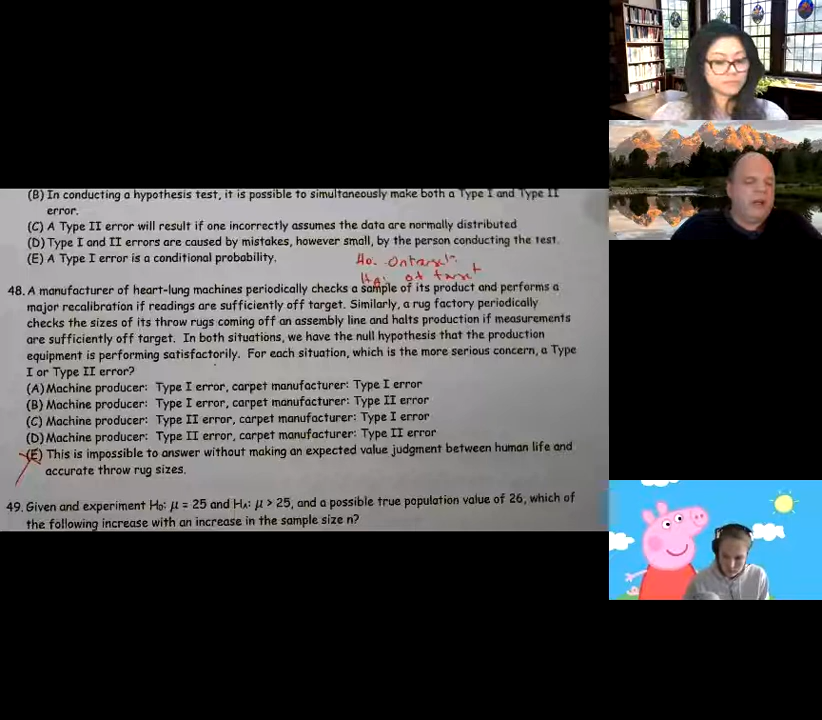 (B) In conducting a hypothesis test, it is possible to simultaneously make both a Type I and Type II
error.
(C) A Type II error will result if one incorrectly assumes the data are normally distributed
(D) Type I and II errors are caused by mistakes, however small, by the person conducting the test.
(E) A Type I error is a conditional probability.
Ho: On target
Ha: of target
48. A manufacturer of heart-lung machines periodically checks a sample of its product and performs a
major recalibration if readings are sufficiently off target. Similarly, a rug factory periodically
checks the sizes of its throw rugs coming off an assembly line and halts production if measurements
are sufficiently off target. In both situations, we have the null hypothesis that the production
equipment is performing satisfactorily. For each situation, which is the more serious concern, a Type
I or Type II error?
(A) Machine producer: Type I error, carpet manufacturer: Type I error
(B) Machine producer: Type I error, carpet manufacturer: Type II error
(C) Machine producer: Type II error, carpet manufacturer: Type I error
(D) Machine producer: Type II error, carpet manufacturer: Type II error
(E) This is impossible to answer without making an expected value judgment between human life and
accurate throw rug sizes.
49. Given and experiment H₀: μ = 25 and Hₐ: μ > 25, and a possible true population value of 26, which of
the following increase with an increase in the sample size n?